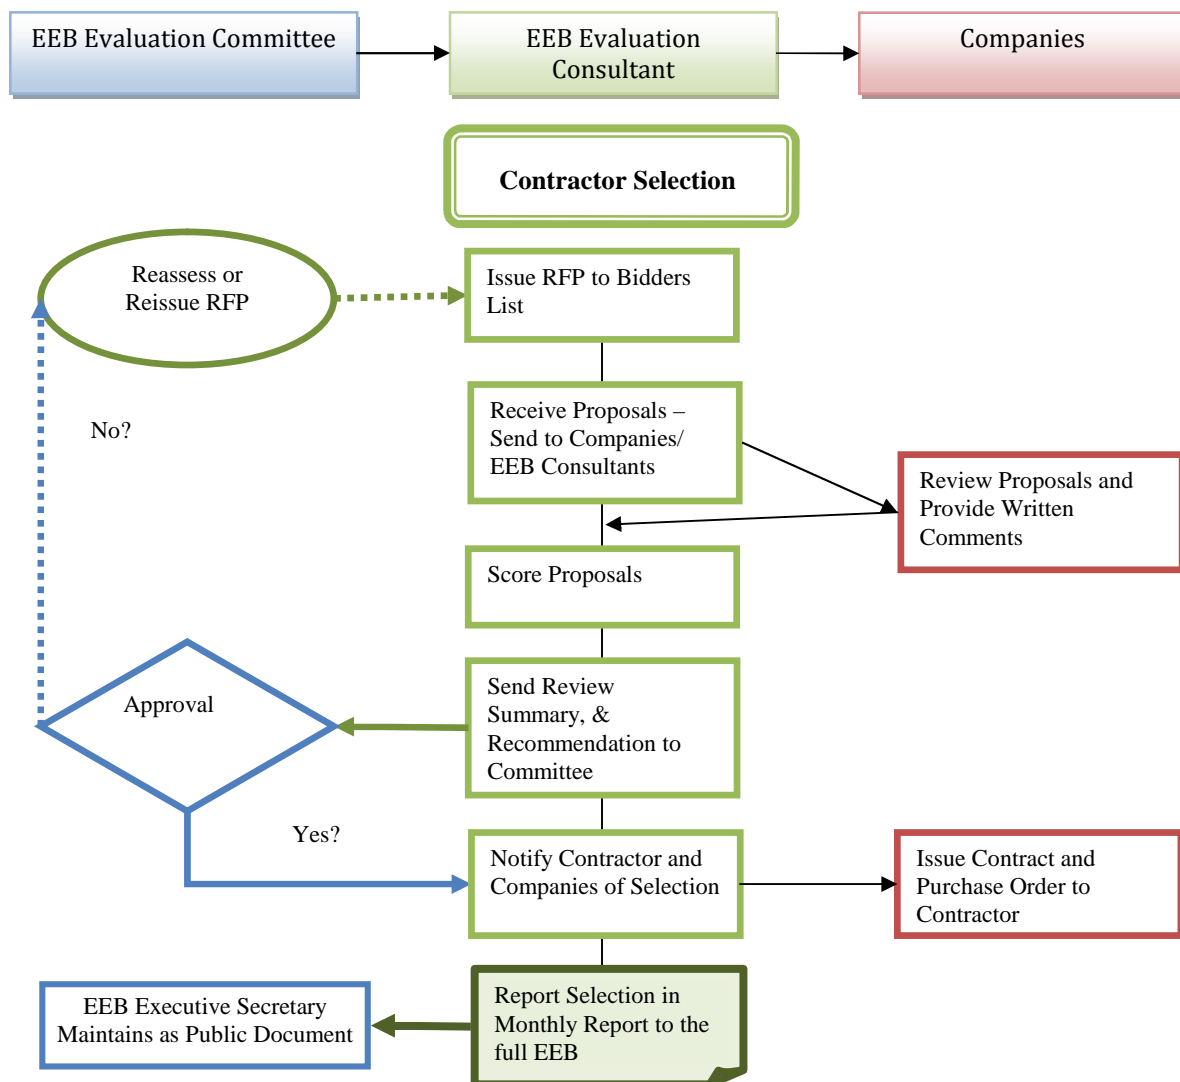 EEB Evaluation Committee
EEB Evaluation
Consultant
Companies
Contractor Selection
Reassess or
Reissue RFP
Issue RFP to Bidders
List
No?
Receive Proposals –
Send to Companies/
EEB Consultants
Review Proposals and
Provide Written
Comments
Score Proposals
Approval
Send Review
Summary, &
Recommendation to
Committee
Yes?
Notify Contractor and
Companies of Selection
Issue Contract and
Purchase Order to
Contractor
EEB Executive Secretary
Maintains as Public Document
Report Selection in
Monthly Report to the
full EEB